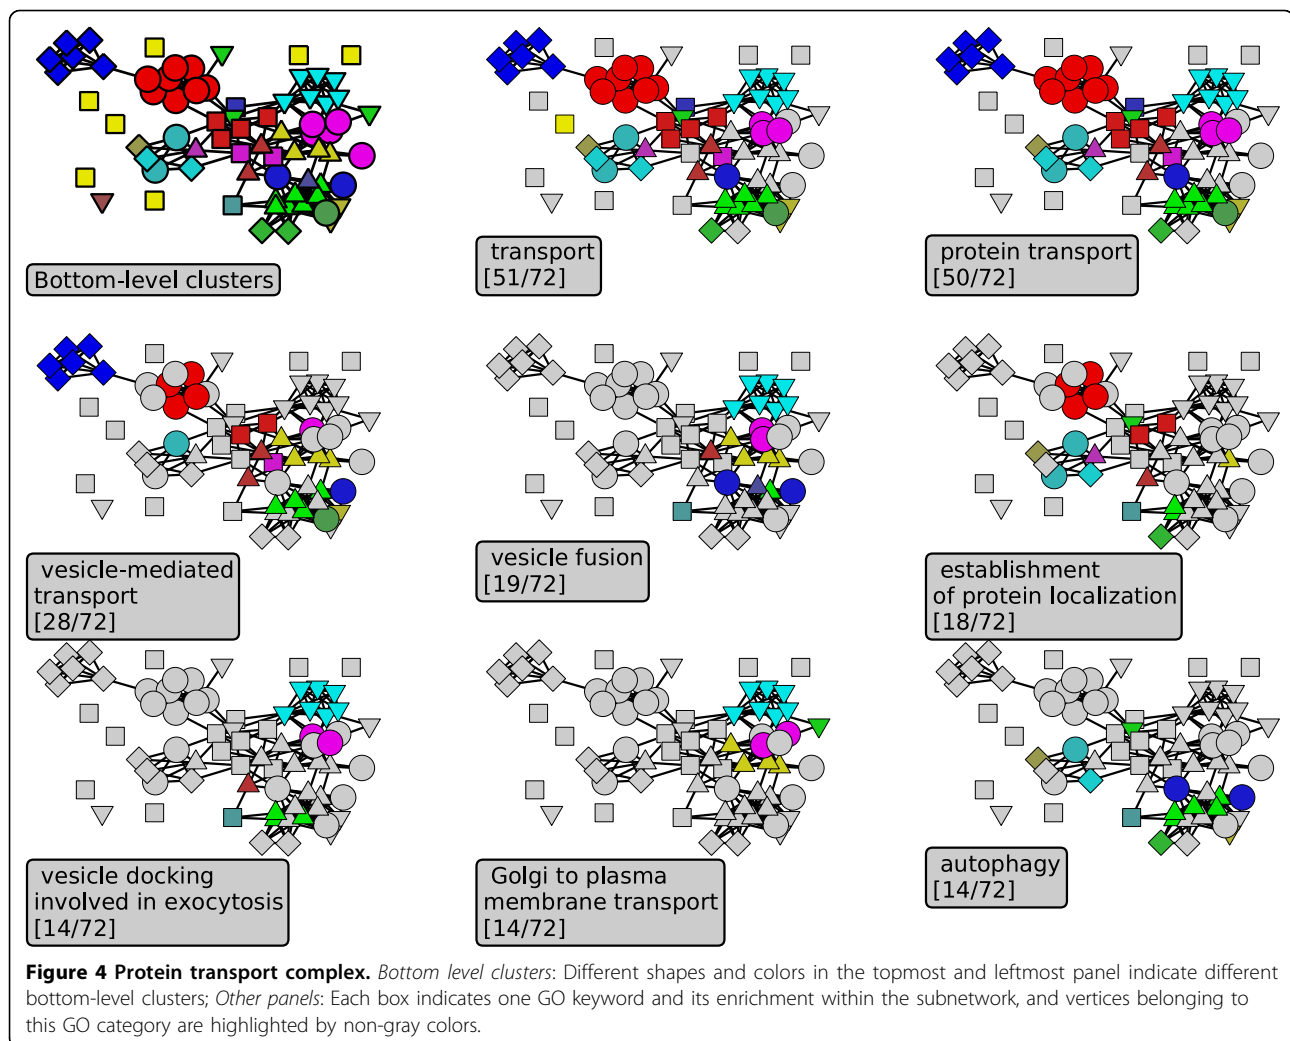 Bottom-level clusters
transport
[51/72]
protein transport
[50/72]
vesicle-mediated
transport
[28/72]
vesicle fusion
[19/72]
establishment
of protein localization
[18/72]
vesicle docking
involved in exocytosis
[14/72]
Golgi to plasma
membrane transport
[14/72]
autophagy
[14/72]
Figure 4 Protein transport complex. Bottom level clusters: Different shapes and colors in the topmost and leftmost panel indicate different
bottom-level clusters; Other panels: Each box indicates one GO keyword and its enrichment within the subnetwork, and vertices belonging to
this GO category are highlighted by non-gray colors.